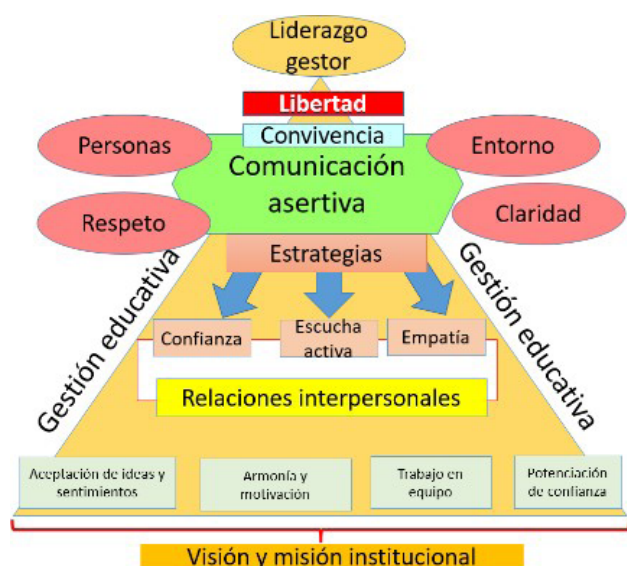 Liderazgo
gestor
Libertad
Convivencia
Personas
Entorno
Comunicación
asertiva
Respeto
Claridad
Estrategias
Gestión educativa
Gestión educativa
Confianza
Escucha
activa
Empatía
Relaciones interpersonales
Aceptación de ideas y
sentimientos
Armonía y
motivación
Trabajo en
equipo
Potenciación
de confianza
Visión y misión institucional